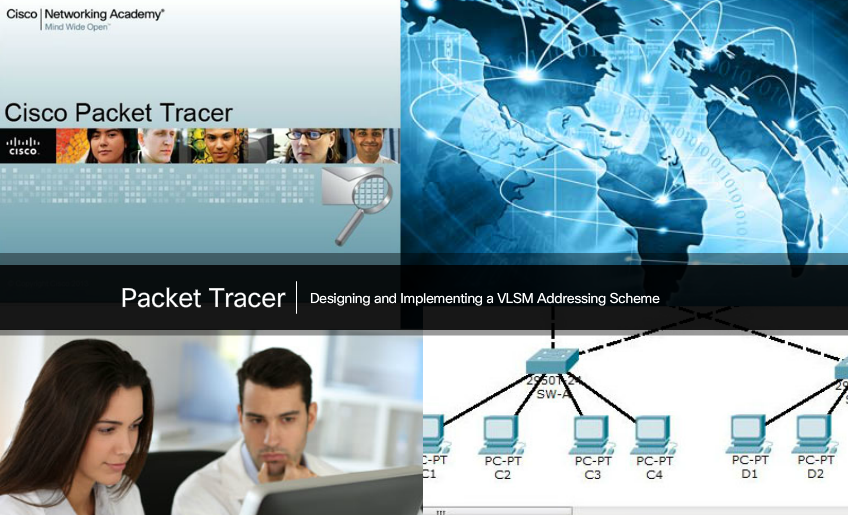 Cisco Networking Academy®
Mind Wide Open™
Cisco Packet Tracer
CISCO.
Packet Tracer
Designing and Implementing a VLSM Addressing Scheme
2950T-24
SW-A
PC-PT
C2
PC-PT
C3
PC-PT
C4
PC-PT
D1
PC-PT
D2